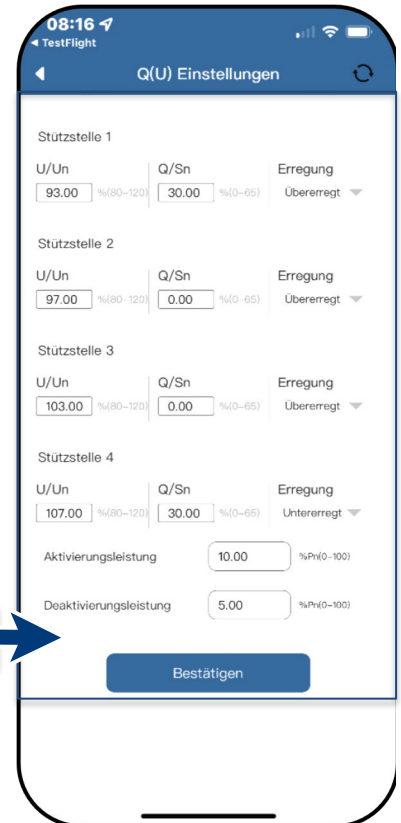 08:16
◀ TestFlight
Q(U) Einstellungen
Stützstelle 1
U/Un Q/Sn Erregung
93.00 %(80~120) 30.00 %(0~65) Übererregt
Stützstelle 2
U/Un Q/Sn Erregung
97.00 %(80~120) 0.00 %(0~65) Übererregt
Stützstelle 3
U/Un Q/Sn Erregung
103.00 %(80~120) 0.00 %(0~65) Übererregt
Stützstelle 4
U/Un Q/Sn Erregung
107.00 %(80~120) 30.00 %(0~65) Untererregt
Aktivierungsleistung 10.00 %Pn(0~100)
Deaktivierungsleistung 5.00 %Pn(0~100)
Bestätigen